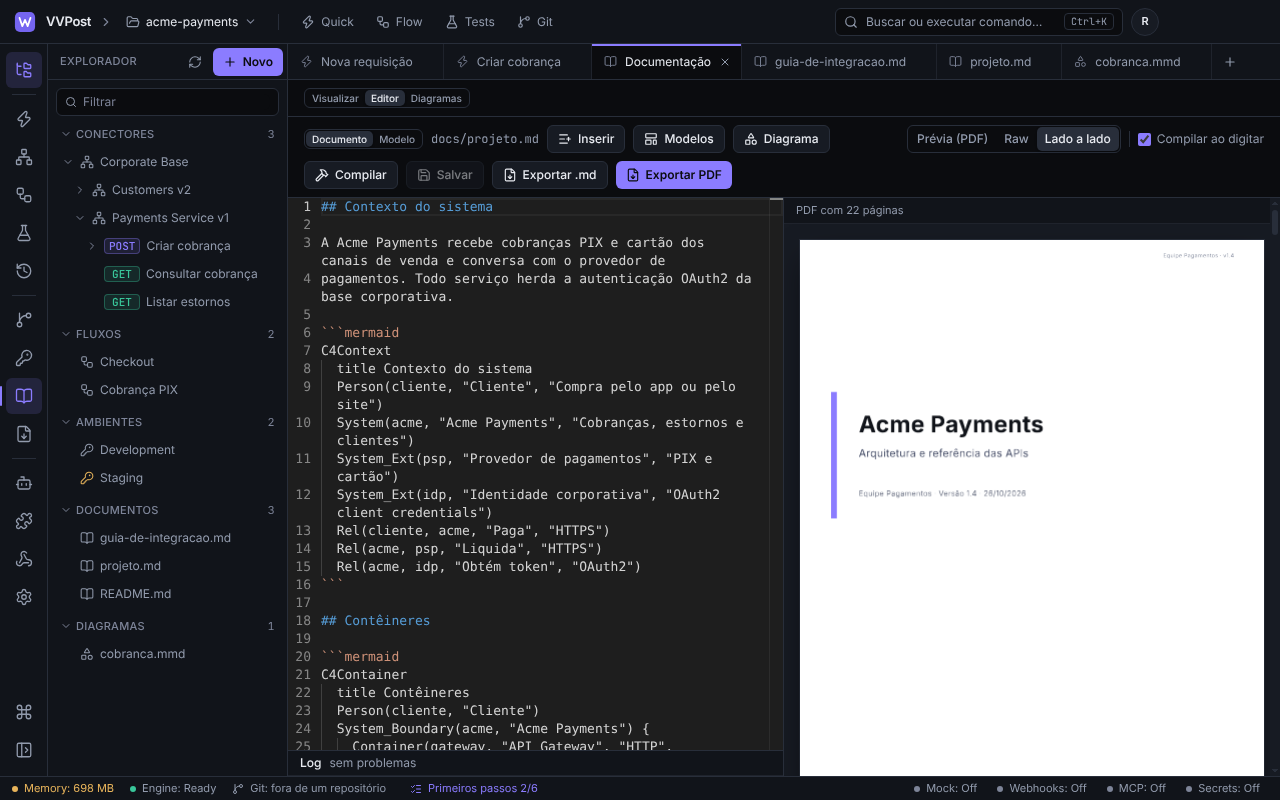 W VVPost > acme-payments Quick Flow Tests Git Buscar ou executar comando... Ctrl+K R
EXPLORADOR Novo
Nova requisição Criar cobrança Documentação guia-de-integracao.md projeto.md cobranca.mmd
Filtrar
CONECTORES 3
Corporate Base
Customers v2
Payments Service v1
POST Criar cobrança
GET Consultar cobrança
GET Listar estornos
FLUXOS 2
Checkout
Cobrança PIX
AMBIENTES 2
Development
Staging
DOCUMENTOS 3
guia-de-integracao.md
projeto.md
README.md
DIAGRAMAS 1
cobranca.mmd
Visualizar Editor Diagramas
Documento Modelo docs/projeto.md Inserir Modelos Diagrama Prévia (PDF) Raw Lado a lado Compilar ao digitar
Compilar Salvar Exportar .md Exportar PDF
1 ## Contexto do sistema
2
3 A Acme Payments recebe cobranças PIX e cartão dos
canais de venda e conversa com o provedor de
4 pagamentos. Todo serviço herda a autenticação OAuth2 da
base corporativa.
5
6 ```mermaid
7 C4Context
8 title Contexto do sistema
9 Person(cliente, "Cliente", "Compra pelo app ou pelo
site")
10 System(acme, "Acme Payments", "Cobranças, estornos e
clientes")
11 System_Ext(psp, "Provedor de pagamentos", "PIX e
cartão")
12 System_Ext(idp, "Identidade corporativa", "OAuth2
client credentials")
13 Rel(cliente, acme, "Paga", "HTTPS")
14 Rel(acme, psp, "Liquida", "HTTPS")
15 Rel(acme, idp, "Obtém token", "OAuth2")
16 ```
17
18 ## Contêineres
19
20 ```mermaid
21 C4Container
22 title Contêineres
23 Person(cliente, "Cliente")
24 System_Boundary(acme, "Acme Payments") {
25 Container(gateway, "API Gateway", "HTTP",
Log sem problemas
PDF com 22 páginas
Equipe Pagamentos · v1.4
Acme Payments
Arquitetura e referência das APIs
Equipe Pagamentos Versão 1.4 26/10/2026
Memory: 698 MB Engine: Ready Git: fora de um repositório Primeiros passos 2/6 Mock: Off Webhooks: Off MCP: Off Secrets: Off